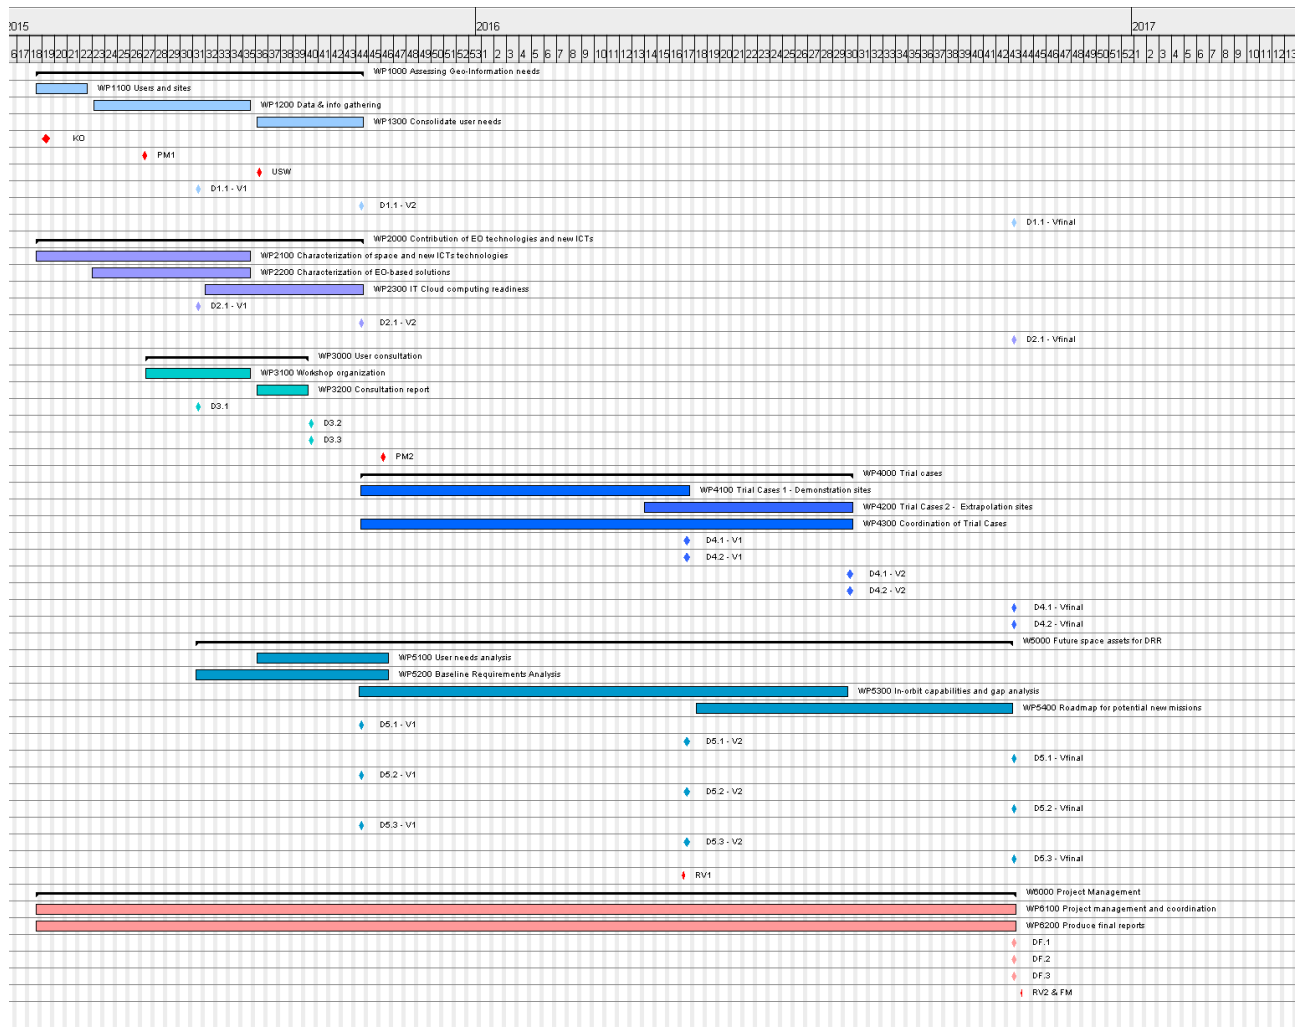 2015 2016 2017
6 17 18 19 20 21 22 23 24 25 26 27 28 29 30 31 32 33 34 35 36 37 38 39 40 41 42 43 44 45 46 47 48 49 50 51 52 53 1 2 3 4 5 6 7 8 9 10 11 12 13 14 15 16 17 18 19 20 21 22 23 24 25 26 27 28 29 30 31 32 33 34 35 36 37 38 39 40 41 42 43 44 45 46 47 48 49 50 51 52 1 2 3 4 5 6 7 8 9 10 11 12 13
WP1000 Assessing Geo-Information needs
WP1100 Users and sites
WP1200 Data & info gathering
WP1300 Consolidate user needs
KO
PM1
USW
D1.1 - V1
D1.1 - V2
D1.1 - Vfinal
WP2000 Contribution of EO technologies and new ICTs
WP2100 Characterization of space and new ICTs technologies
WP2200 Characterization of EO-based solutions
WP2300 IT Cloud computing readiness
D2.1 - V1
D2.1 - V2
D2.1 - Vfinal
WP3000 User consultation
WP3100 Workshop organization
WP3200 Consultation report
D3.1
D3.2
D3.3
PM2
WP4000 Trial cases
WP4100 Trial Cases 1 - Demonstration sites
WP4200 Trial Cases 2 - Extrapolation sites
WP4300 Coordination of Trial Cases
D4.1 - V1
D4.2 - V1
D4.1 - V2
D4.2 - V2
D4.1 - Vfinal
D4.2 - Vfinal
W5000 Future space assets for DRR
WP5100 User needs analysis
WP5200 Baseline Requirements Analysis
WP5300 In-orbit capabilities and gap analysis
WP5400 Roadmap for potential new missions
D5.1 - V1
D5.1 - V2
D5.1 - Vfinal
D5.2 - V1
D5.2 - V2
D5.2 - Vfinal
D5.3 - V1
D5.3 - V2
D5.3 - Vfinal
RV1
W6000 Project Management
WP6100 Project management and coordination
WP6200 Produce final reports
DF.1
DF.2
DF.3
RV2 & FM